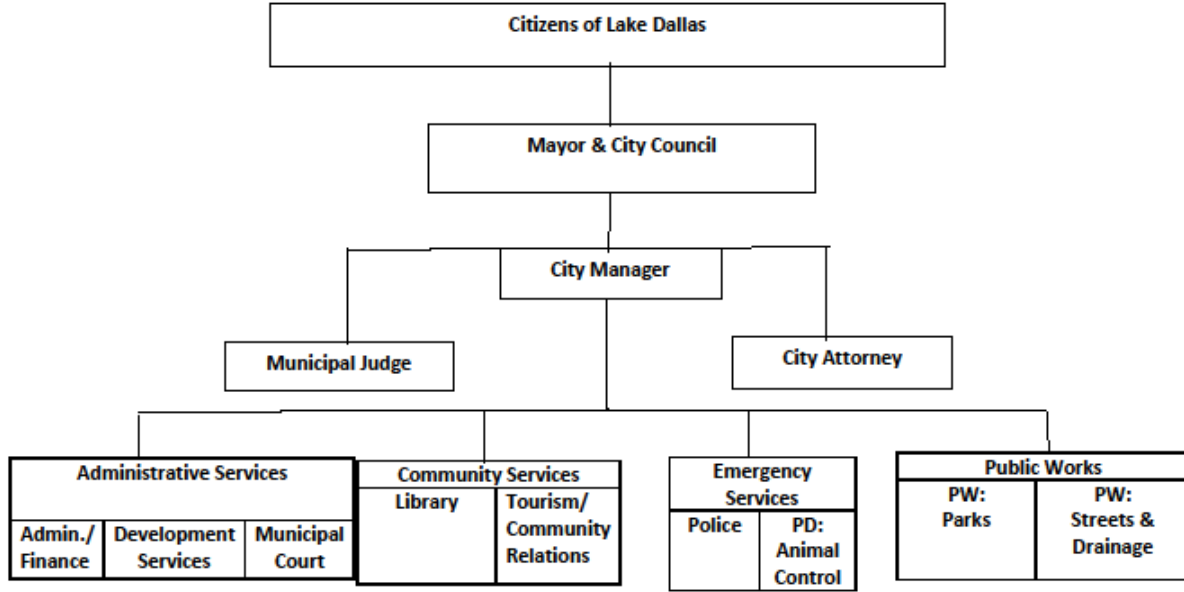 Citizens of Lake Dallas
Mayor & City Council
City Manager
Municipal Judge
City Attorney
Administrative Services
Admin./
Finance
Development
Services
Municipal
Court
Community Services
Library
Tourism/
Community
Relations
Emergency
Services
Police
PD:
Animal
Control
Public Works
PW:
Parks
PW:
Streets &
Drainage